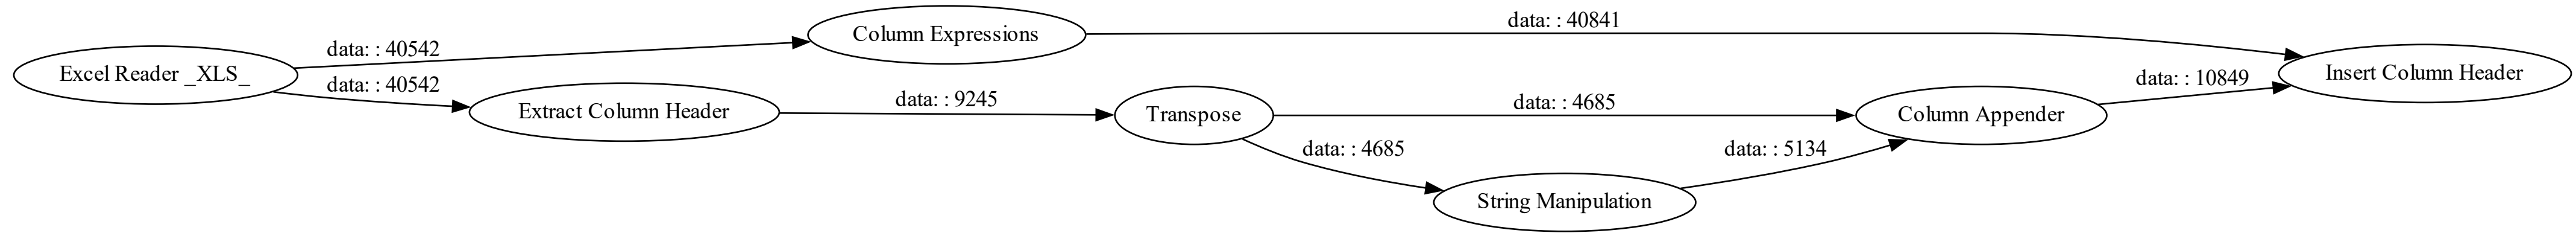 Excel Reader _XLS_
data: : 40542
data: : 40542
Column Expressions
Extract Column Header
data: : 40841
data: : 9245
Transpose
data: : 4685
data: : 4685
String Manipulation
data: : 5134
Column Appender
data: : 10849
Insert Column Header